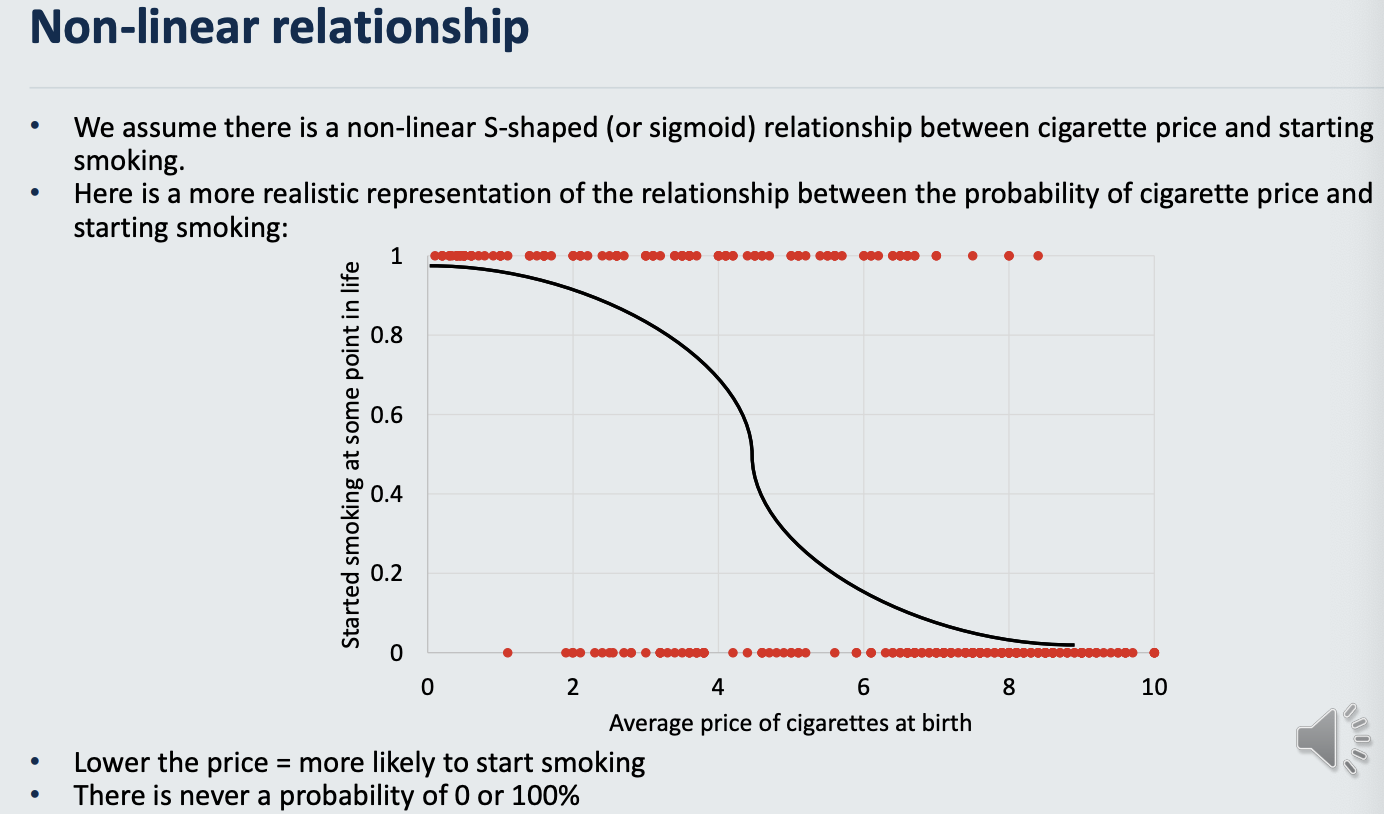 Non-linear relationship
• We assume there is a non-linear S-shaped (or sigmoid) relationship between cigarette price and starting
smoking.
• Here is a more realistic representation of the relationship between the probability of cigarette price and
starting smoking:
Started smoking at some point in life
1
0.8
0.6
0.4
0.2
0
0 2 4 6 8 10
Average price of cigarettes at birth
• Lower the price = more likely to start smoking
• There is never a probability of 0 or 100%